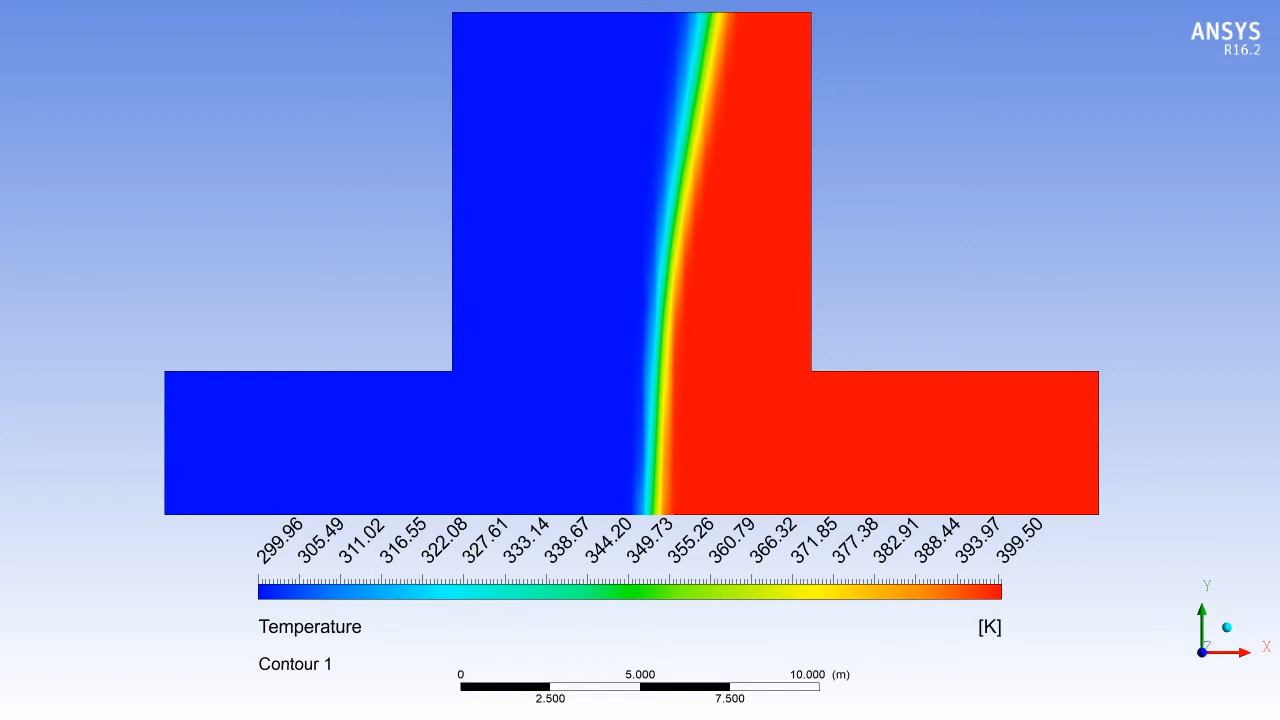 ANSYS
R16.2
299.96 305.49 311.02 316.55 322.08 327.61 333.14 338.67 344.20 349.73 355.26 360.79 366.32 371.85 377.38 382.91 388.44 393.97 399.50
Temperature [K]
Contour 1
0 5.000 10.000 (m)
2.500 7.500
Y
Z X